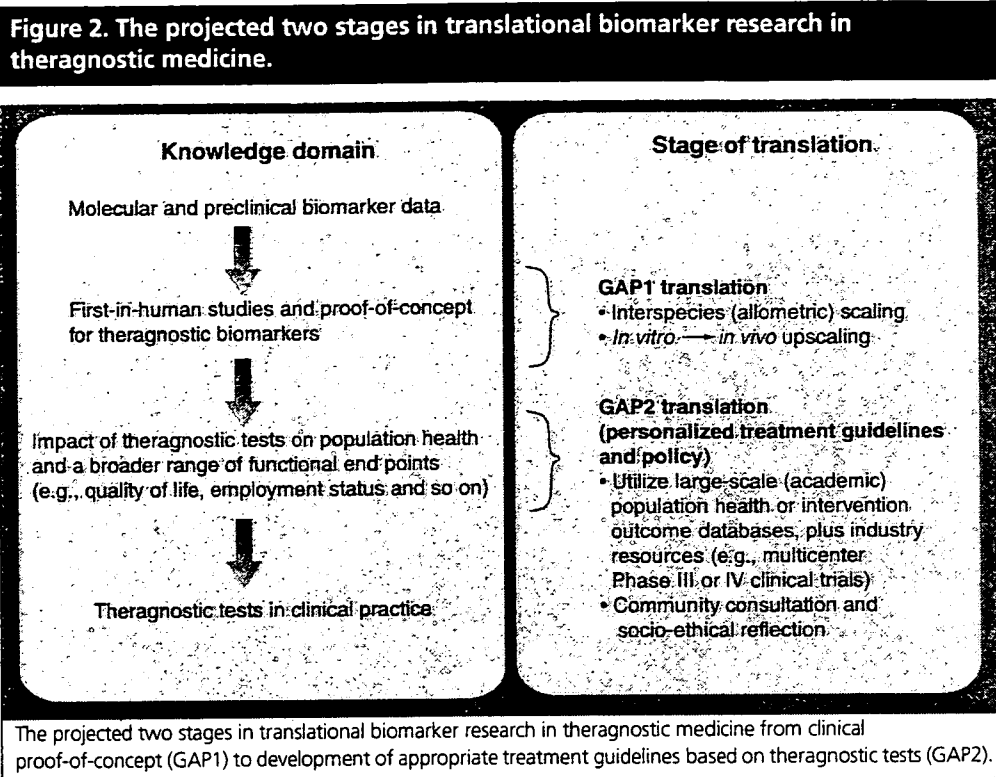 Figure 2. The projected two stages in translational biomarker research in
theragnostic medicine.
Knowledge domain
Molecular and preclinical biomarker data
First-in-human studies and proof-of-concept
for theragnostic biomarkers
Impact of theragnostic tests on population health
and a broader range of functional end points
(e.g., quality of life, employment status and so on)
Theragnostic tests in clinical practice
Stage of translation
GAP1 translation
• Interspecies (allometric) scaling
• In vitro → in vivo upscaling
GAP2 translation
(personalized treatment guidelines
and policy)
• Utilize large-scale (academic)
population health or intervention
outcome databases, plus industry
resources (e.g., multicenter
Phase III or IV clinical trials)
• Community consultation and
socio-ethical reflection
The projected two stages in translational biomarker research in theragnostic medicine from clinical
proof-of-concept (GAP1) to development of appropriate treatment guidelines based on theragnostic tests (GAP2).